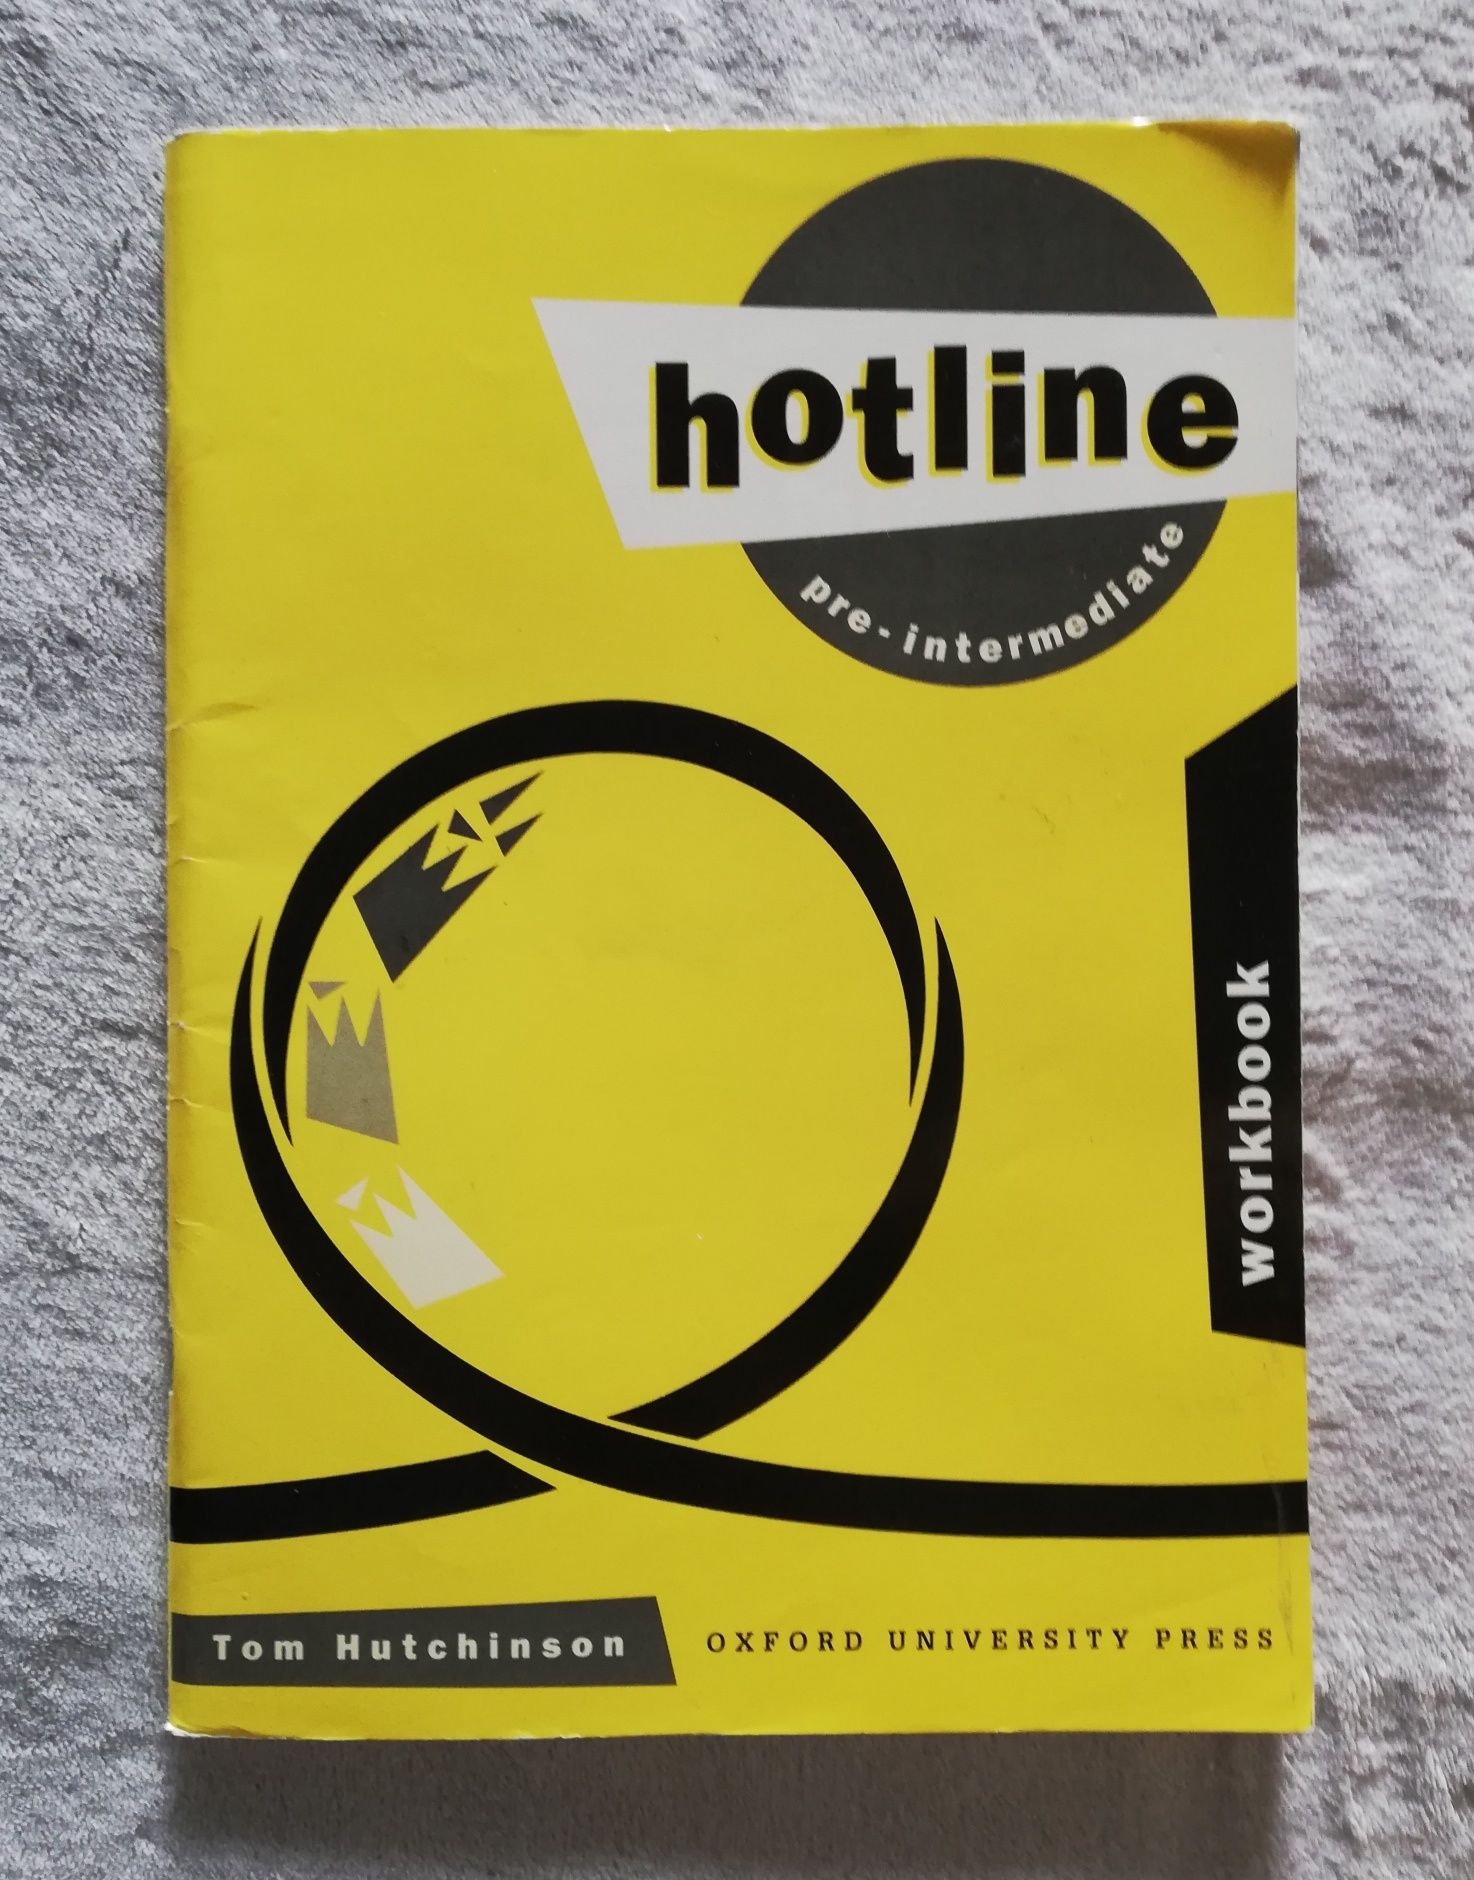 hotline
pre-intermediate
workbook
Tom Hutchinson
OXFORD UNIVERSITY PRESS